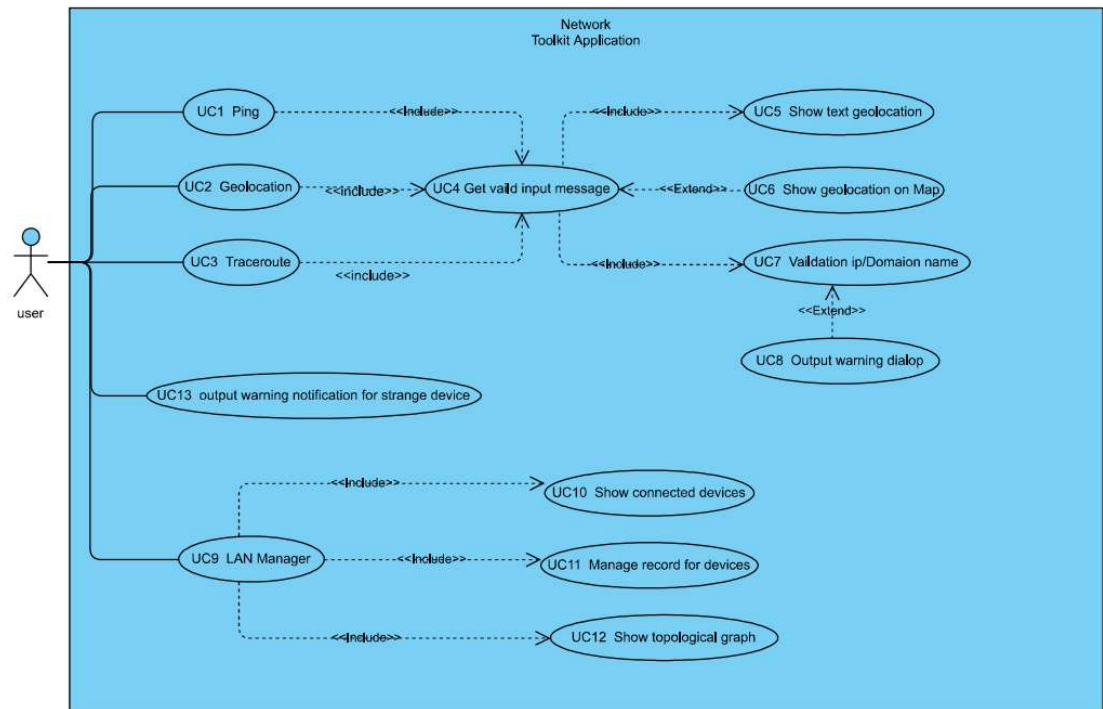 Network
Toolkit Application
UC1 Ping
<<Include>>
<<Include>>
UC5 Show text geolocation
UC2 Geolocation
<<include>>
UC4 Get valid input message
<<Extend>>
UC6 Show geolocation on Map
UC3 Traceroute
<<include>>
<<Include>>
UC7 Vaildation ip/Domaion name
user
<<Extend>>
UC8 Output warning dialop
UC13 output warning notification for strange device
<<Include>>
UC10 Show connected devices
UC9 LAN Manager
<<Include>>
UC11 Manage record for devices
<<Include>>
UC12 Show topological graph